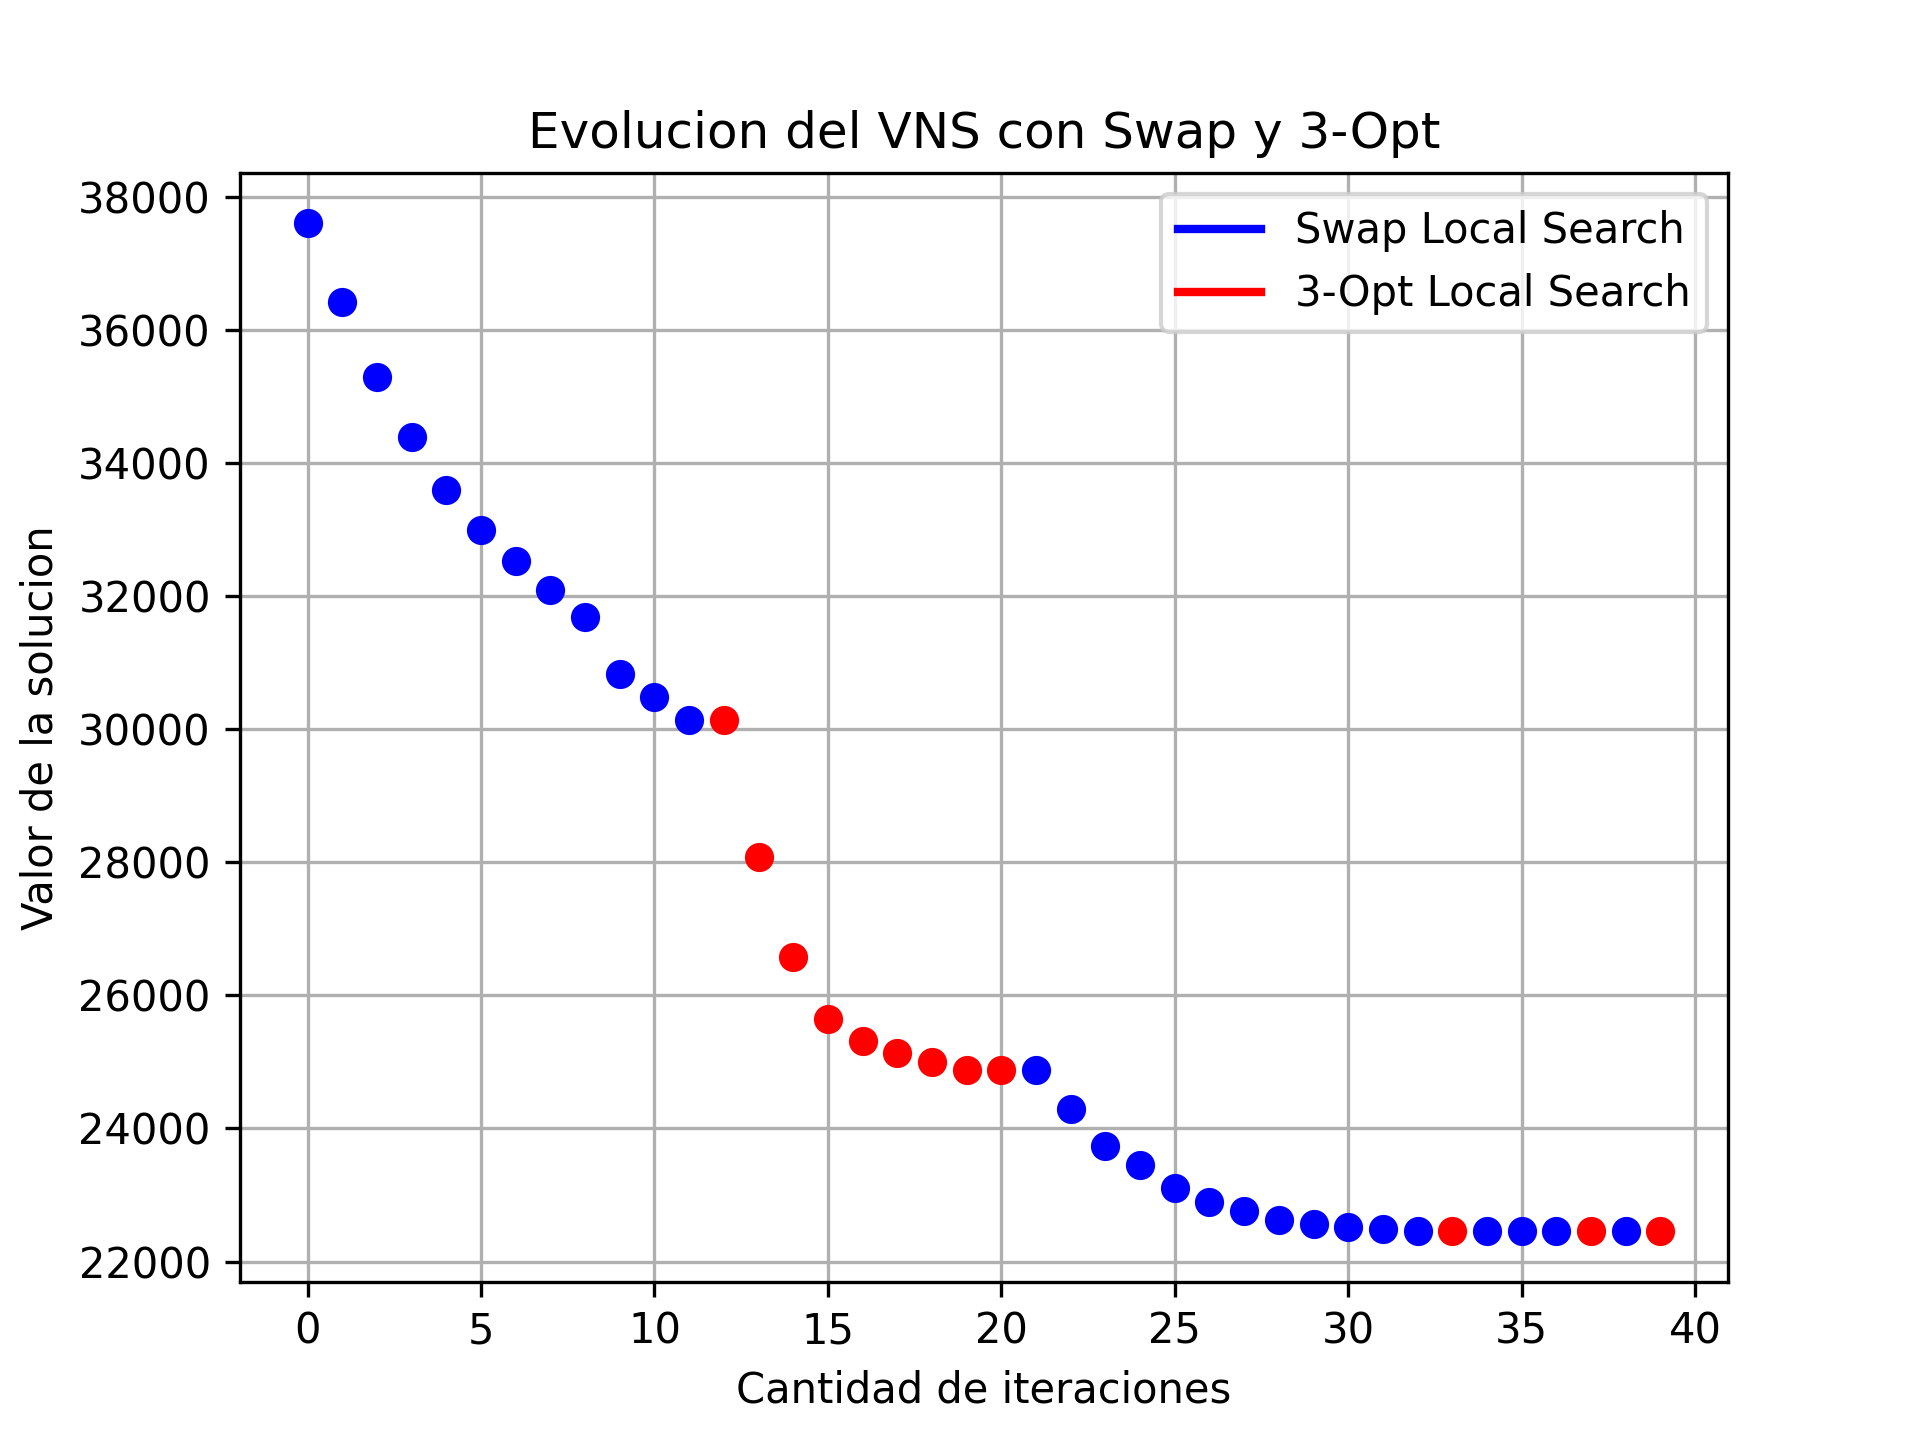 Evolucion del VNS con Swap y 3-Opt
Swap Local Search
3-Opt Local Search
Valor de la solucion
38000
36000
34000
32000
30000
28000
26000
24000
22000
0 5 10 15 20 25 30 35 40
Cantidad de iteraciones